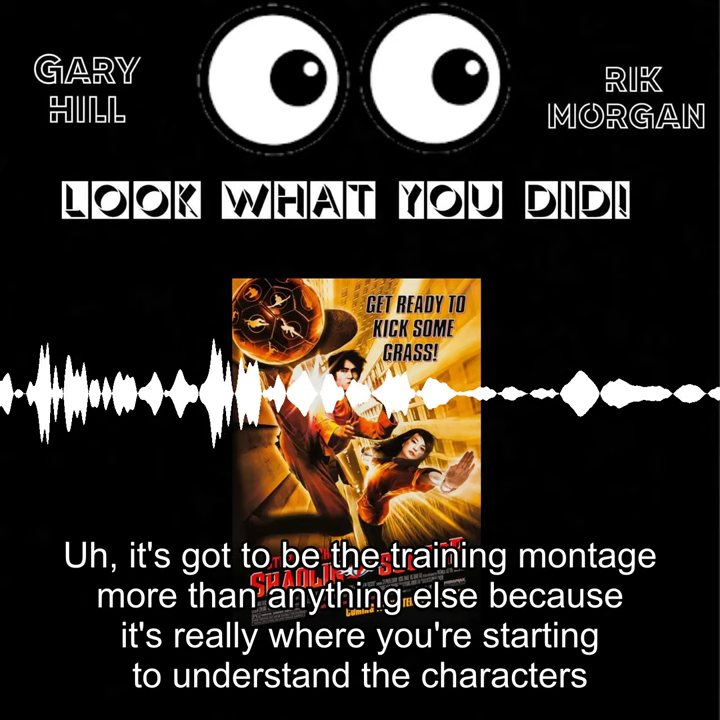 GARY
HILL
RIK
MORGAN
LOOK WHAT YOU DID!
GET READY TO
KICK SOME
GRASS!
Uh, it's got to be the training montage
more than anything else because
it's really where you're starting
to understand the characters
SHAOLIN